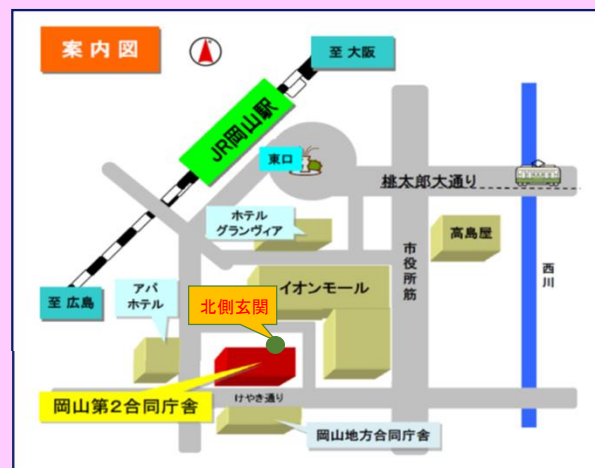 案内図
至 大阪
JR岡山駅
東口
桃太郎大通り
ホテル
グランヴィア
高島屋
市役所筋
西川
至 広島
アパ
ホテル
イオンモール
北側玄関
岡山第2合同庁舎
けやき通り
岡山地方合同庁舎